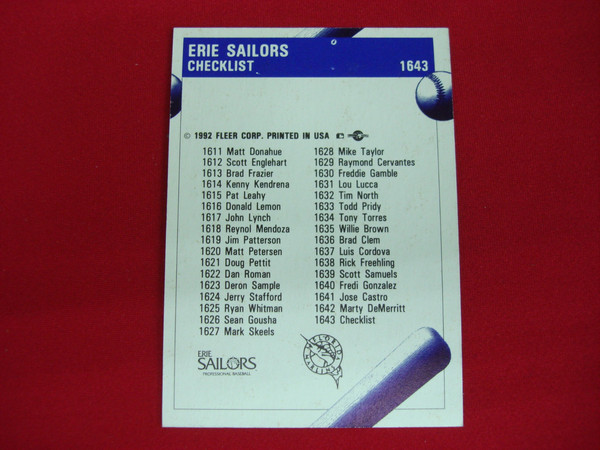 ERIE SAILORS
CHECKLIST 1643
© 1992 FLEER CORP. PRINTED IN USA
1611 Matt Donahue
1612 Scott Englehart
1613 Brad Frazier
1614 Kenny Kendrena
1615 Pat Leahy
1616 Donald Lemon
1617 John Lynch
1618 Reynol Mendoza
1619 Jim Patterson
1620 Matt Petersen
1621 Doug Pettit
1622 Dan Roman
1623 Deron Sample
1624 Jerry Stafford
1625 Ryan Whitman
1626 Sean Gousha
1627 Mark Skeels
1628 Mike Taylor
1629 Raymond Cervantes
1630 Freddie Gamble
1631 Lou Lucca
1632 Tim North
1633 Todd Pridy
1634 Tony Torres
1635 Willie Brown
1636 Brad Clem
1637 Luis Cordova
1638 Rick Freehling
1639 Scott Samuels
1640 Fredi Gonzalez
1641 Jose Castro
1642 Marty DeMerritt
1643 Checklist
ERIE
SAILORS
PROFESSIONAL BASEBALL
FLORIDA MARLINS